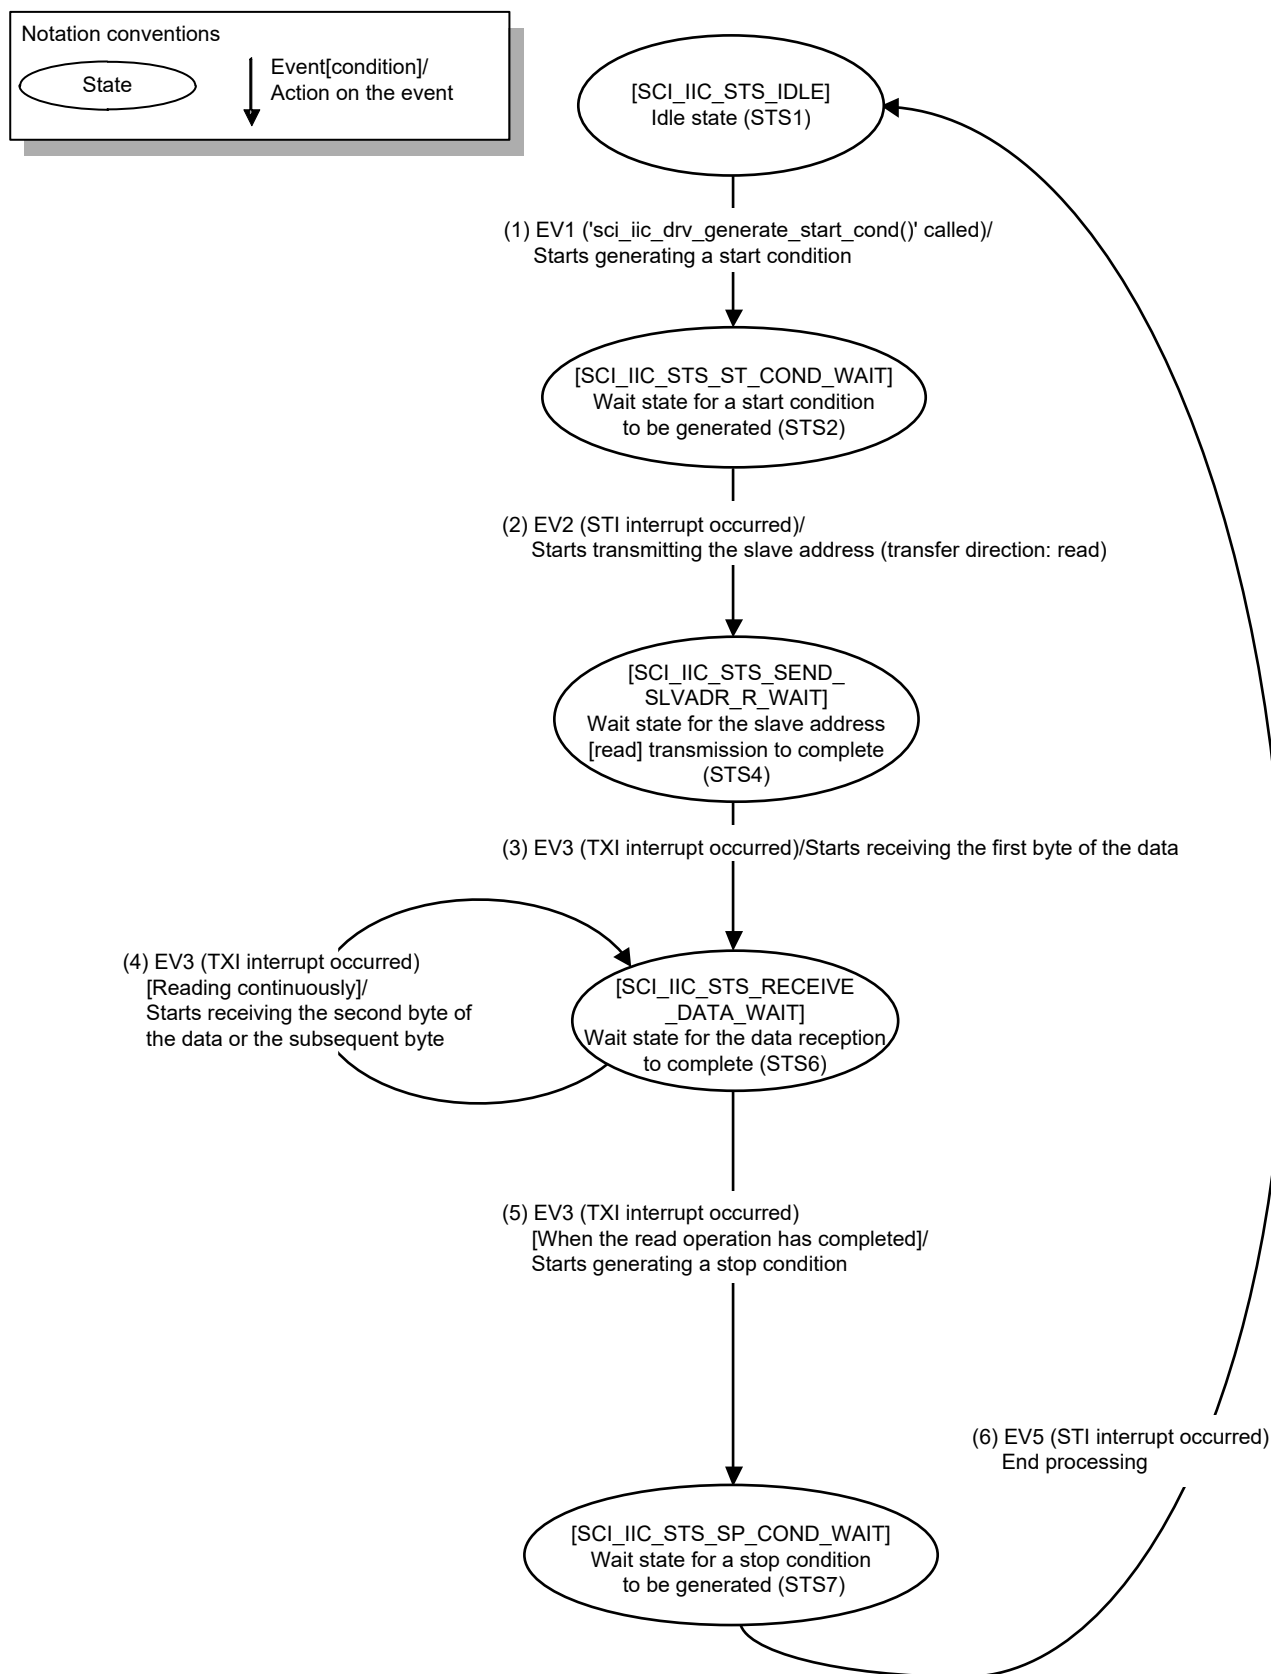 Notation conventions
State
Event[condition]/
Action on the event
[SCI_IIC_STS_IDLE]
Idle state (STS1)
(1) EV1 ('sci_iic_drv_generate_start_cond()' called)/
Starts generating a start condition
[SCI_IIC_STS_ST_COND_WAIT]
Wait state for a start condition
to be generated (STS2)
(2) EV2 (STI interrupt occurred)/
Starts transmitting the slave address (transfer direction: read)
[SCI_IIC_STS_SEND_
SLVADR_R_WAIT]
Wait state for the slave address
[read] transmission to complete
(STS4)
(3) EV3 (TXI interrupt occurred)/Starts receiving the first byte of the data
(4) EV3 (TXI interrupt occurred)
[Reading continuously]/
Starts receiving the second byte of
the data or the subsequent byte
[SCI_IIC_STS_RECEIVE
_DATA_WAIT]
Wait state for the data reception
to complete (STS6)
(5) EV3 (TXI interrupt occurred)
[When the read operation has completed]/
Starts generating a stop condition
(6) EV5 (STI interrupt occurred)
End processing
[SCI_IIC_STS_SP_COND_WAIT]
Wait state for a stop condition
to be generated (STS7)